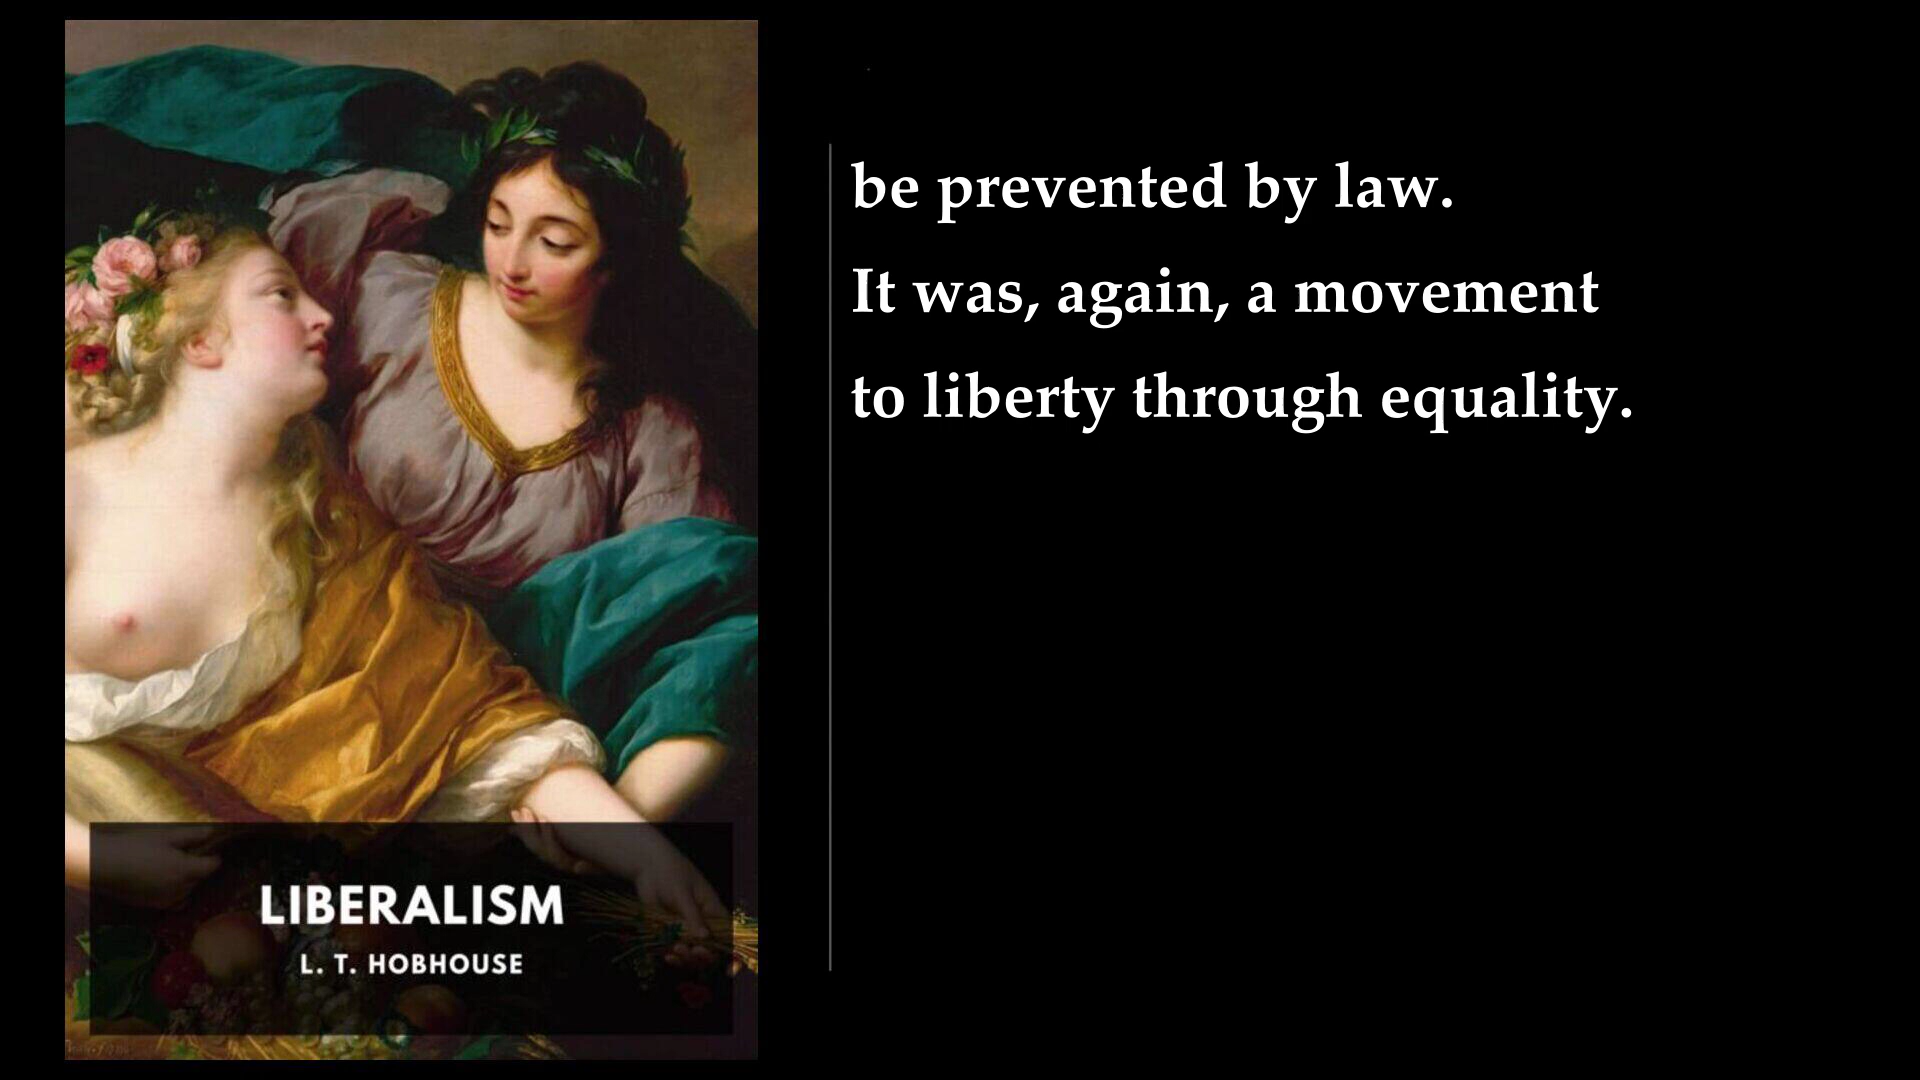 be prevented by law.
It was, again, a movement
to liberty through equality.
LIBERALISM
L. T. HOBHOUSE